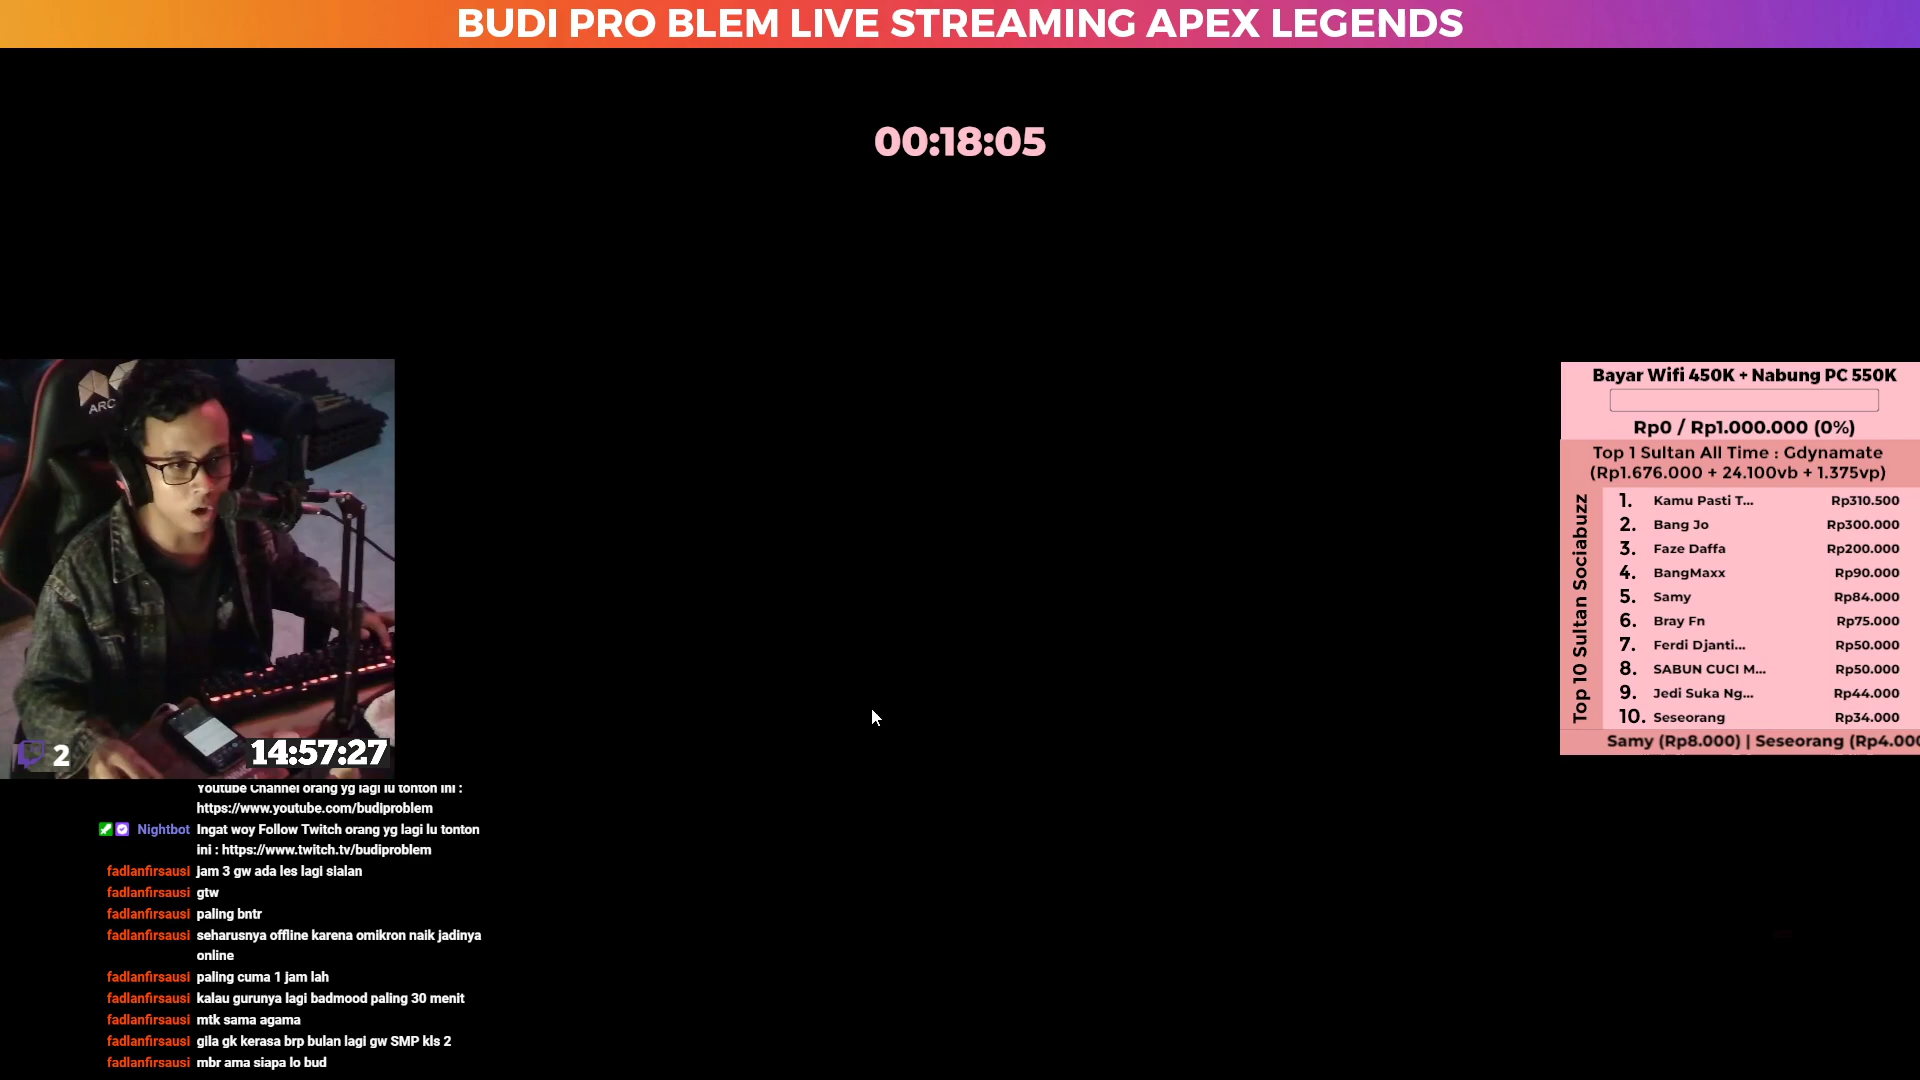 BUDI PRO BLEM LIVE STREAMING APEX LEGENDS
00:18:05
ARC
2
14:57:27
Bayar Wifi 450K + Nabung PC 550K
Rp0 / Rp1.000.000 (0%)
Top 1 Sultan All Time : Gdynamate
(Rp1.676.000 + 24.100vb + 1.375vp)
Top 10 Sultan Sociabuzz
1. Kamu Pasti T... Rp310.500
2. Bang Jo Rp300.000
3. Faze Daffa Rp200.000
4. BangMaxx Rp90.000
5. Samy Rp84.000
6. Bray Fn Rp75.000
7. Ferdi Djanti... Rp50.000
8. SABUN CUCI M... Rp50.000
9. Jedi Suka Ng... Rp44.000
10. Seseorang Rp34.000
Samy (Rp8.000) | Seseorang (Rp4.000
Youtube Channel orang yg lagi lu tonton ini :
https://www.youtube.com/budiproblem
Nightbot Ingat woy Follow Twitch orang yg lagi lu tonton
ini : https://www.twitch.tv/budiproblem
fadlanfirsausi jam 3 gw ada les lagi sialan
fadlanfirsausi gtw
fadlanfirsausi paling bntr
fadlanfirsausi seharusnya offline karena omikron naik jadinya
online
fadlanfirsausi paling cuma 1 jam lah
fadlanfirsausi kalau gurunya lagi badmood paling 30 menit
fadlanfirsausi mtk sama agama
fadlanfirsausi gila gk kerasa brp bulan lagi gw SMP kls 2
fadlanfirsausi mbr ama siapa lo bud